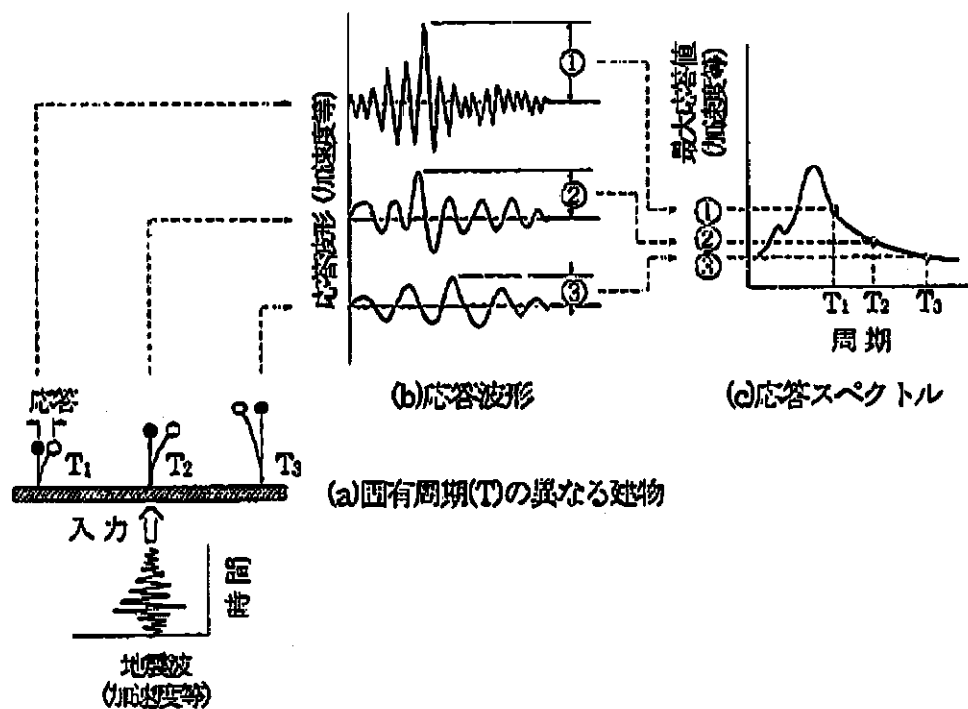 ①
応答波形(加速度等)
②
③
(b)応答波形
最大応答値
(加速度等)
①
②
③
T₁ T₂ T₃
周期
(c)応答スペクトル
応答
T₁ T₂ T₃
(a)固有周期(T)の異なる建物
入力
時間
地震波
(加速度等)